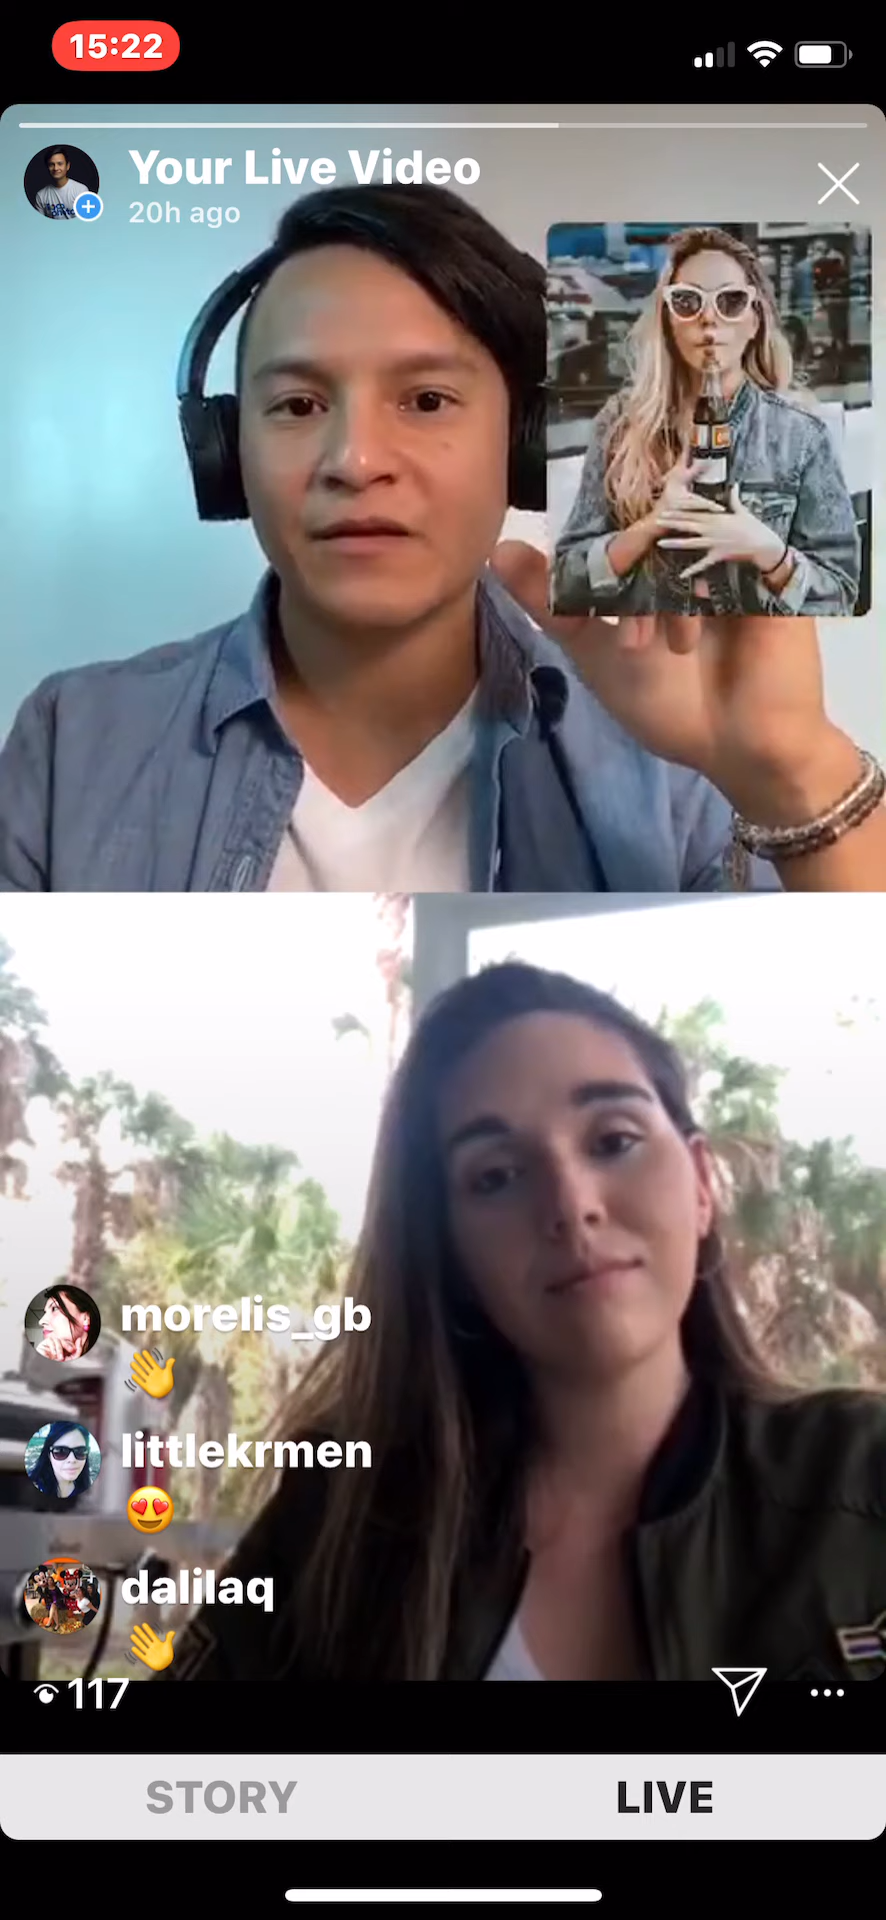 15:22
Your Live Video
20h ago
morelis_gb
👋
littlekrmen
😍
dalilaq
👋
117
STORY
LIVE